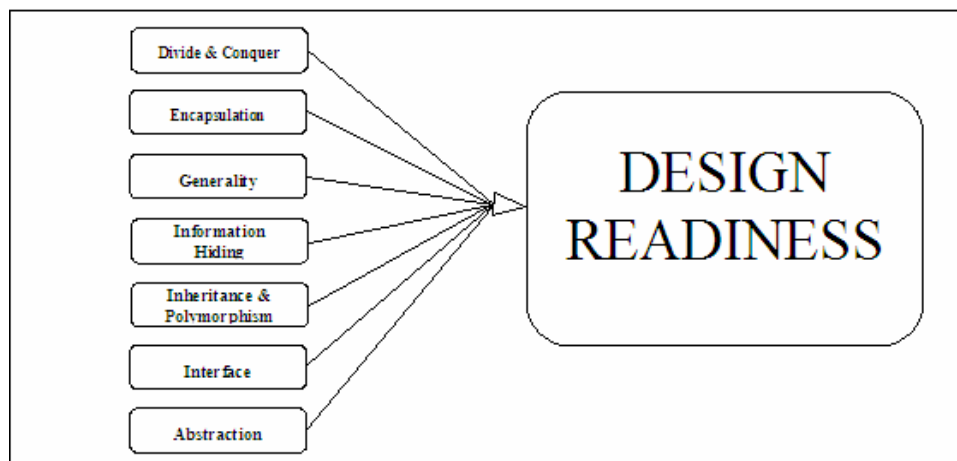 Divide & Conquer
Encapsulation
Generality
Information
Hiding
Inheritance &
Polymorphism
Interface
Abstraction
DESIGN
READINESS